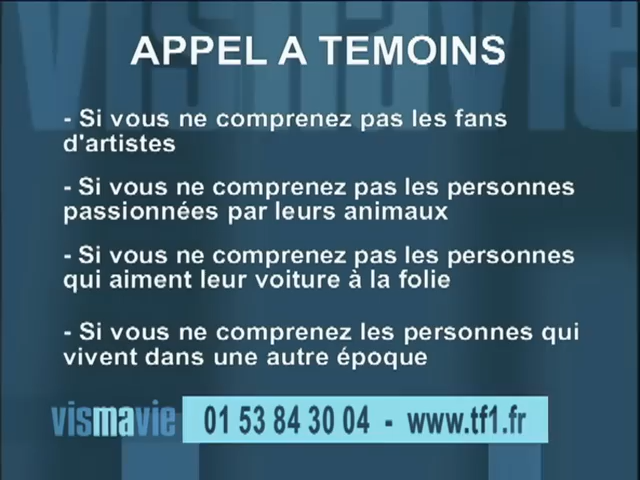 APPEL A TEMOINS
- Si vous ne comprenez pas les fans
d'artistes
- Si vous ne comprenez pas les personnes
passionnées par leurs animaux
- Si vous ne comprenez pas les personnes
qui aiment leur voiture à la folie
- Si vous ne comprenez les personnes qui
vivent dans une autre époque
vismavie 01 53 84 30 04 - www.tf1.fr